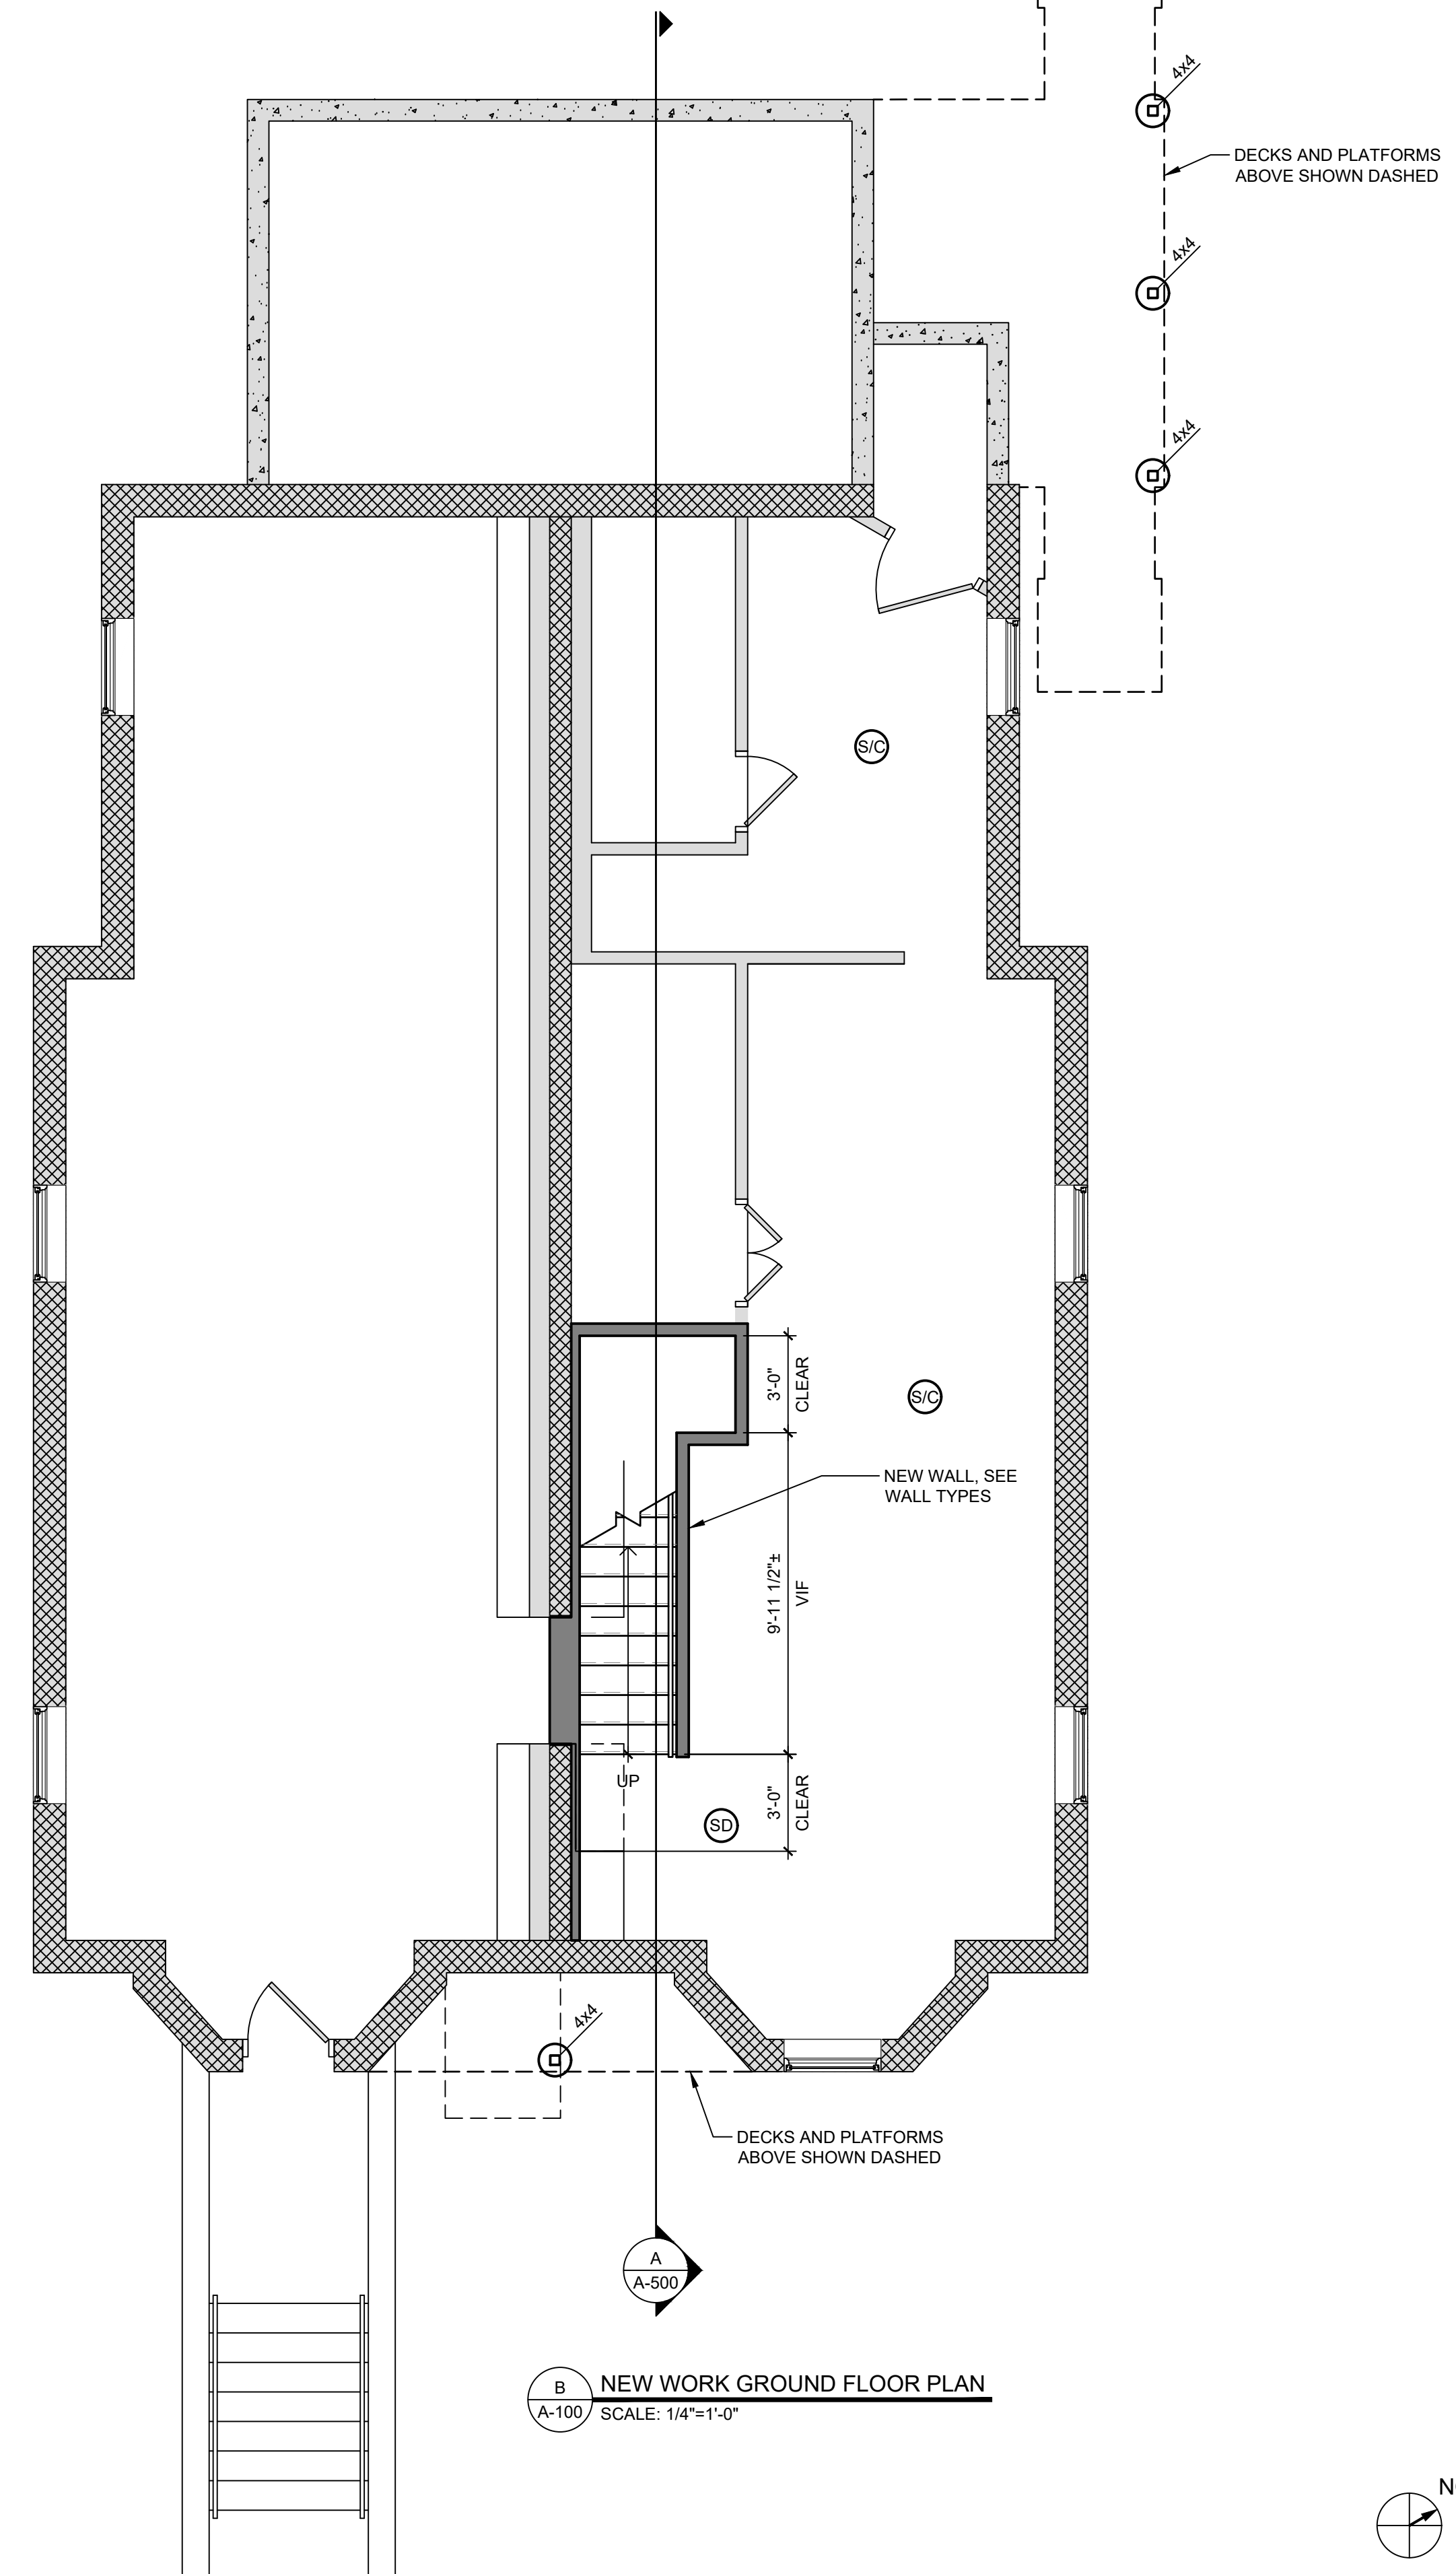 4x4
DECKS AND PLATFORMS
ABOVE SHOWN DASHED
4x4
4x4
S/C
3'-0"
CLEAR
S/C
NEW WALL, SEE
WALL TYPES
9'-11 1/2"±
VIF
UP
3'-0"
CLEAR
SD
4x4
DECKS AND PLATFORMS
ABOVE SHOWN DASHED
A
A-500
B
A-100
NEW WORK GROUND FLOOR PLAN
SCALE: 1/4"=1'-0"
N